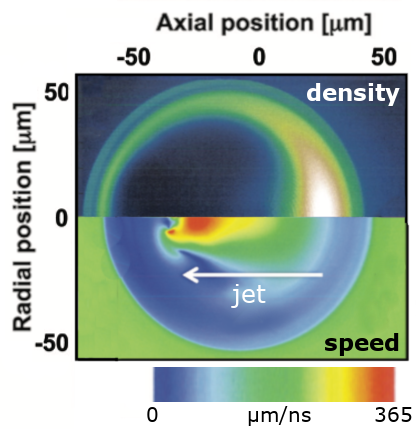 Axial position [μm]
-50 0 50
Radial position [μm]
50
density
0
jet
-50
speed
0 μm/ns 365